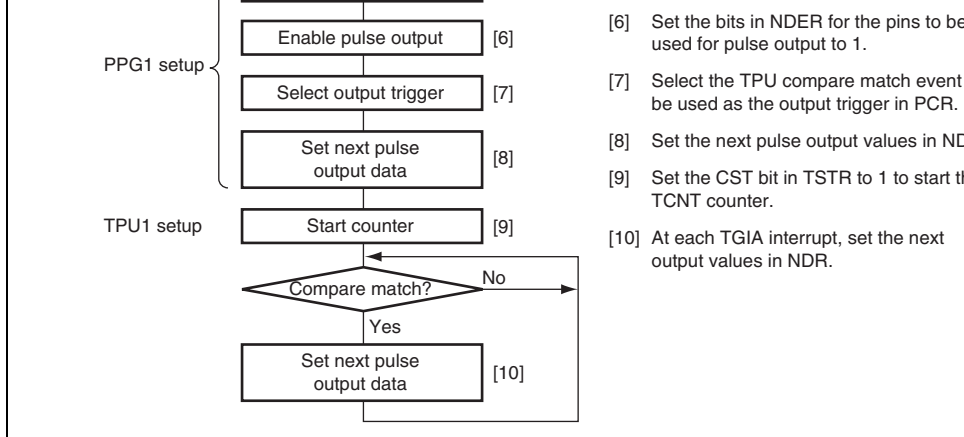 Enable pulse output [6]
PPG1 setup
Select output trigger [7]
Set next pulse
output data [8]
TPU1 setup Start counter [9]
Compare match? No
Yes
Set next pulse
output data [10]
[6] Set the bits in NDER for the pins to be
used for pulse output to 1.
[7] Select the TPU compare match event
be used as the output trigger in PCR.
[8] Set the next pulse output values in
[9] Set the CST bit in TSTR to 1 to start
TCNT counter.
[10] At each TGIA interrupt, set the next
output values in NDR.